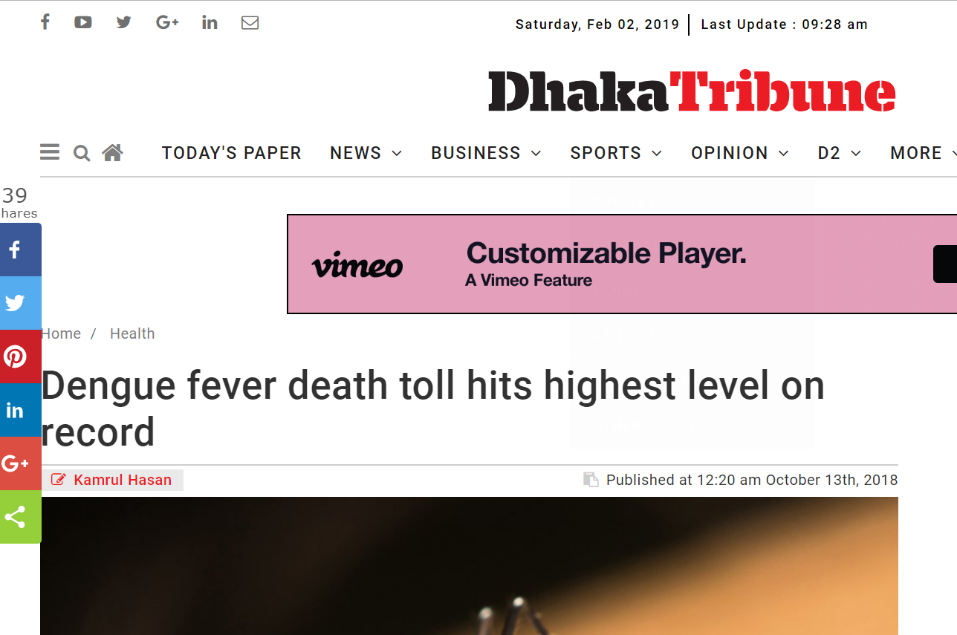 Saturday, Feb 02, 2019 | Last Update : 09:28 am
DhakaTribune
TODAY'S PAPER NEWS BUSINESS SPORTS OPINION D2 MORE
39
hares
vimeo
Customizable Player.
A Vimeo Feature
Home / Health
Dengue fever death toll hits highest level on
record
Kamrul Hasan
Published at 12:20 am October 13th, 2018